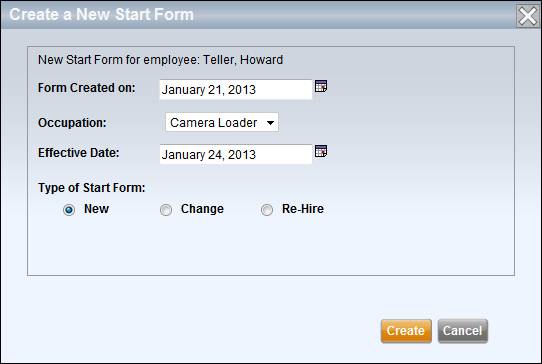 Create a New Start Form
New Start Form for employee: Teller, Howard
Form Created on: January 21, 2013
Occupation: Camera Loader
Effective Date: January 24, 2013
Type of Start Form:
New Change Re-Hire
Create Cancel